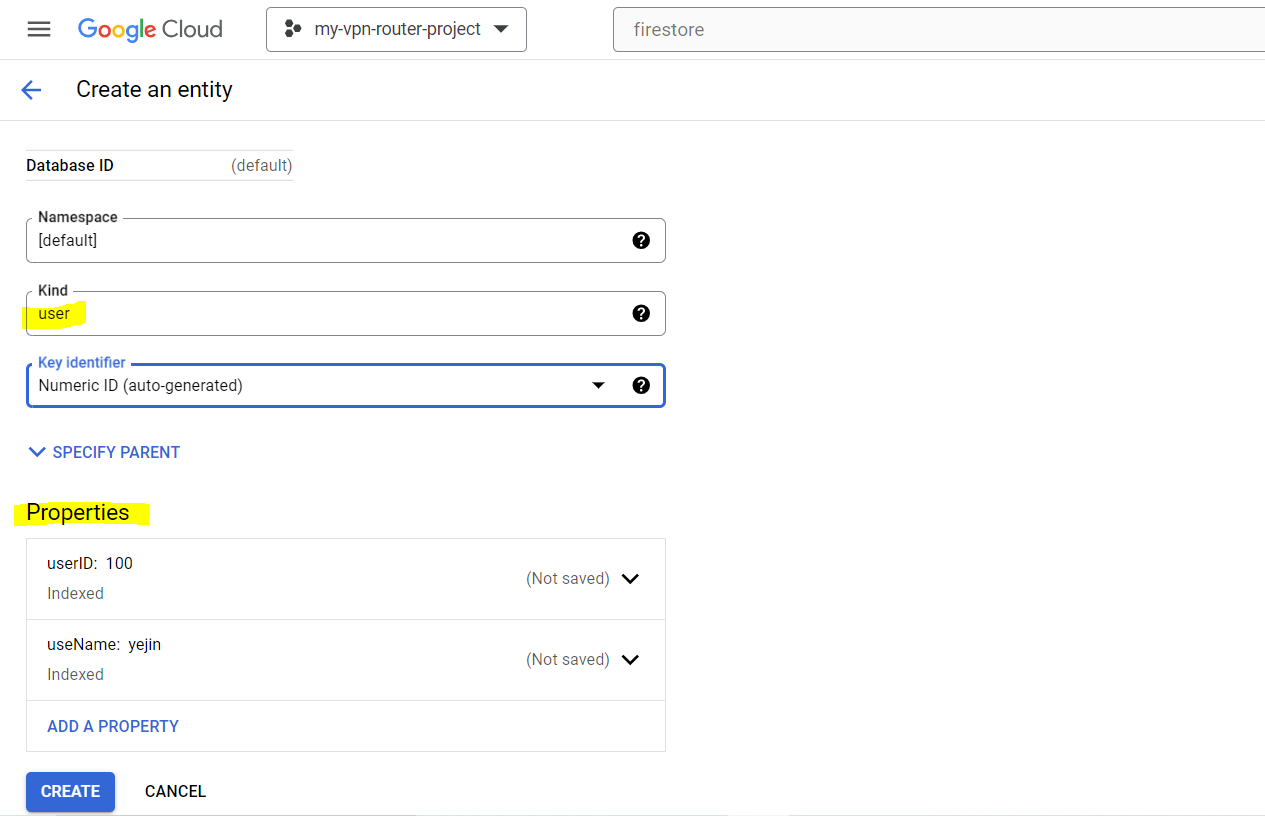 Google Cloud
my-vpn-router-project
firestore
Create an entity
Database ID (default)
Namespace
[default]
Kind
user
Key identifier
Numeric ID (auto-generated)
SPECIFY PARENT
Properties
userID: 100
Indexed
(Not saved)
useName: yejin
Indexed
(Not saved)
ADD A PROPERTY
CREATE CANCEL